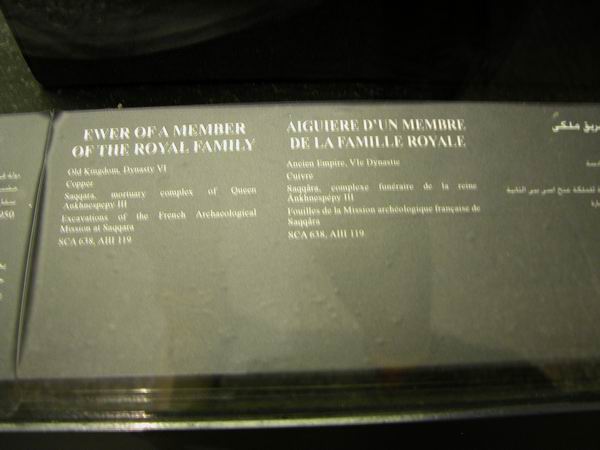 EWER OF A MEMBER
OF THE ROYAL FAMILY
Old Kingdom, Dynasty VI
Copper
Saqqara, mortuary complex of Queen
Ankhnespepy III
Excavations of the French Archaeological
Mission at Saqqara
SCA 638, AIII 119
AIGUIERE D'UN MEMBRE
DE LA FAMILLE ROYALE
Ancien Empire, VIe Dynastie
Cuivre
Saqqâra, complexe funéraire de la reine
Ânkhnespépy III
Fouilles de la Mission archéologique française de
Saqqâra
SCA 638, AIII 119
ملكي